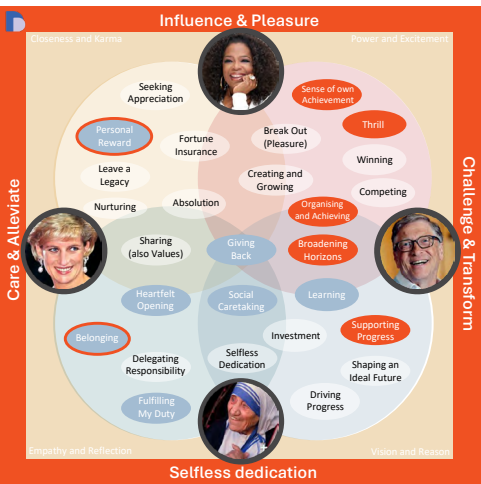 Influence & Pleasure
Closeness and Karma
Power and Excitement
Seeking
Appreciation
Sense of own
Achievement
Personal
Reward
Fortune
Insurance
Break Out
(Pleasure)
Thrill
Winning
Leave a
Legacy
Creating and
Growing
Competing
Nurturing
Absolution
Organising
and Achieving
Care & Alleviate
Challenge & Transform
Sharing
(also Values)
Giving
Back
Broadening
Horizons
Heartfelt
Opening
Social
Caretaking
Learning
Belonging
Investment
Supporting
Progress
Delegating
Responsibility
Selfless
Dedication
Shaping an
Ideal Future
Fulfilling
My Duty
Driving
Progress
Empathy and Reflection
Vision and Reason
Selfless dedication